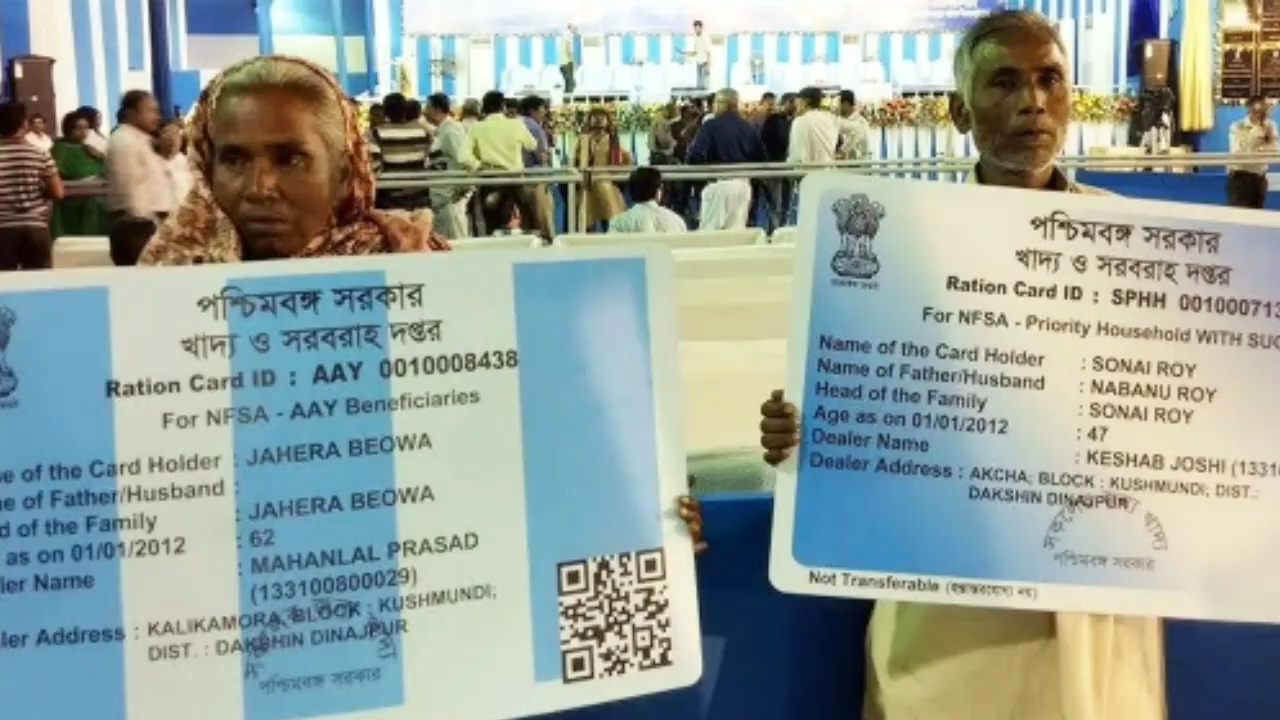 পশ্চিমবঙ্গ সরকার
খাদ্য ও সরবরাহ দপ্তর
Ration Card ID : AAY 0010008438
For NFSA - AAY Beneficiaries
of the Card Holder : JAHERA BEOWA
of Father/Husband :
of the Family : JAHERA BEOWA
as on 01/01/2012 : 62
Name : MAHANLAL PRASAD
(133100800029)
Address : KALIKAMORA, BLOCK : KUSHMUNDI;
DIST. : DAKSHIN DINAJPUR
পশ্চিমবঙ্গ সরকার
পশ্চিমবঙ্গ সরকার
খাদ্য ও সরবরাহ দপ্তর
Ration Card ID : SPHH 00100071
For NFSA - Priority Household WITH
Name of the Card Holder : SONAI ROY
Name of Father/Husband : NABANU ROY
Head of the Family : SONAI ROY
Age as on 01/01/2012 : 47
Dealer Name : KESHAB JOSHI (1331
Dealer Address : AKCHA; BLOCK : KUSHMUNDI; DIST.:
DAKSHIN DINAJPUR
পশ্চিমবঙ্গ সরকার
Not Transferable (হস্তান্তরযোগ্য নয়)